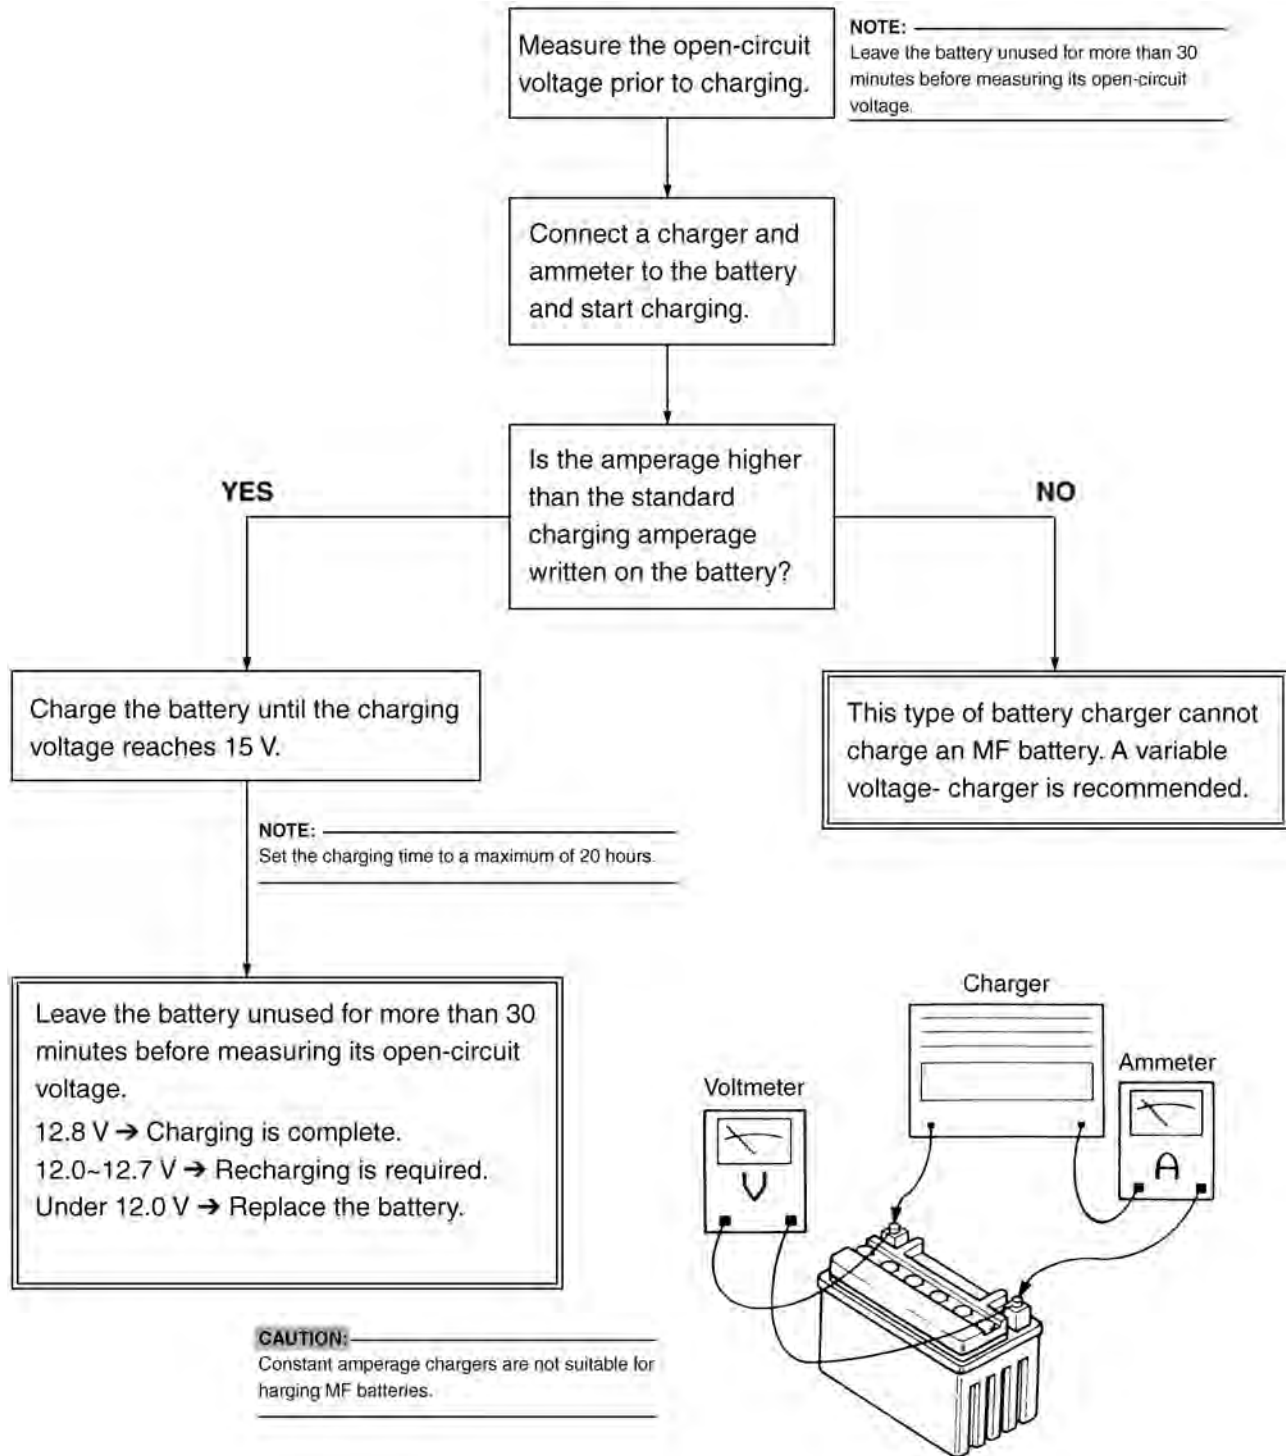 Measure the open-circuit
voltage prior to charging.
NOTE:
Leave the battery unused for more than 30
minutes before measuring its open-circuit
voltage.
Connect a charger and
ammeter to the battery
and start charging.
Is the amperage higher
than the standard
charging amperage
written on the battery?
YES
NO
Charge the battery until the charging
voltage reaches 15 V.
This type of battery charger cannot
charge an MF battery. A variable
voltage- charger is recommended.
NOTE:
Set the charging time to a maximum of 20 hours.
Leave the battery unused for more than 30
minutes before measuring its open-circuit
voltage.
12.8 V ➔ Charging is complete.
12.0~12.7 V ➔ Recharging is required.
Under 12.0 V ➔ Replace the battery.
Charger
Ammeter
Voltmeter
A
V
CAUTION:
Constant amperage chargers are not suitable for
harging MF batteries.